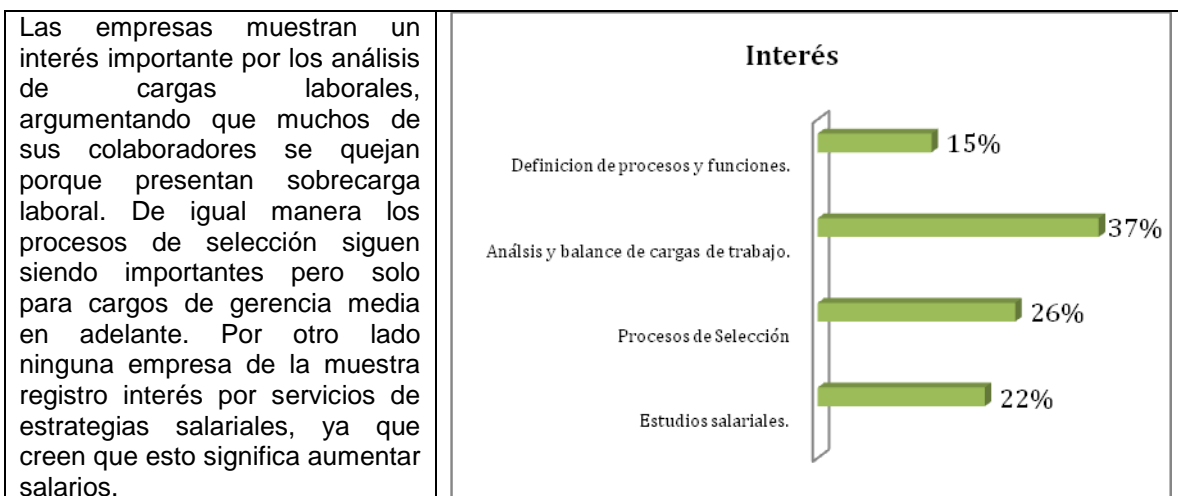 Las empresas muestran un
interés importante por los análisis
de cargas laborales,
argumentando que muchos de
sus colaboradores se quejan
porque presentan sobrecarga
laboral. De igual manera los
procesos de selección siguen
siendo importantes pero solo
para cargos de gerencia media
en adelante. Por otro lado
ninguna empresa de la muestra
registro interés por servicios de
estrategias salariales, ya que
creen que esto significa aumentar
salarios.
Interés
Definicion de procesos y funciones.
15%
Análsis y balance de cargas de trabajo.
37%
Procesos de Selección
26%
Estudios salariales.
22%